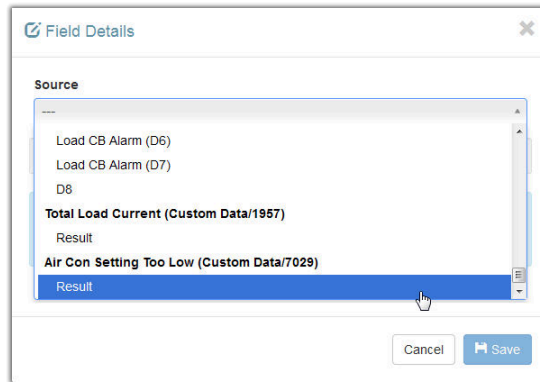 Field Details
Source
---
Load CB Alarm (D6)
Load CB Alarm (D7)
D8
Total Load Current (Custom Data/1957)
Result
Air Con Setting Too Low (Custom Data/7029)
Result
Cancel
Save